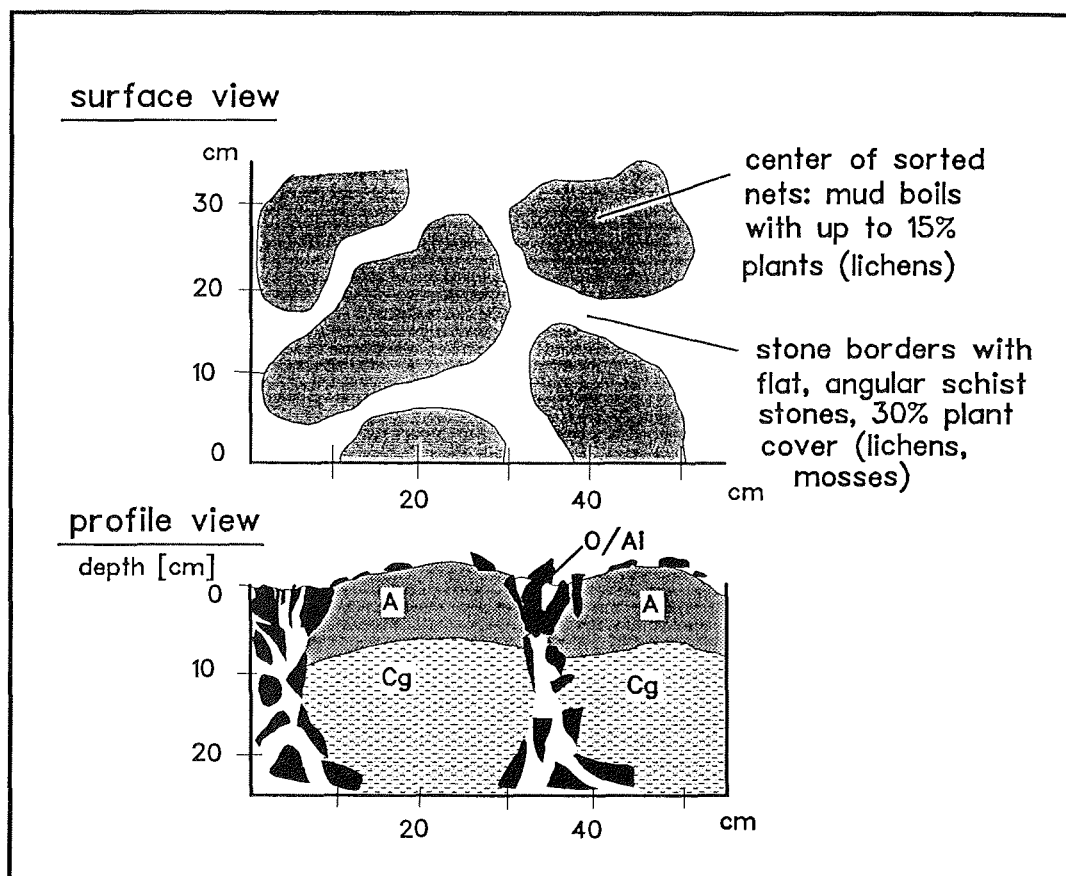 surface view
cm
30
20
10
0
20
40
cm
center of sorted
nets: mud boils
with up to 15%
plants (lichens)
stone borders with
flat, angular schist
stones, 30% plant
cover (lichens,
mosses)
profile view
depth [cm]
0
10
20
O/Ai
A
A
Cg
Cg
20
40
cm